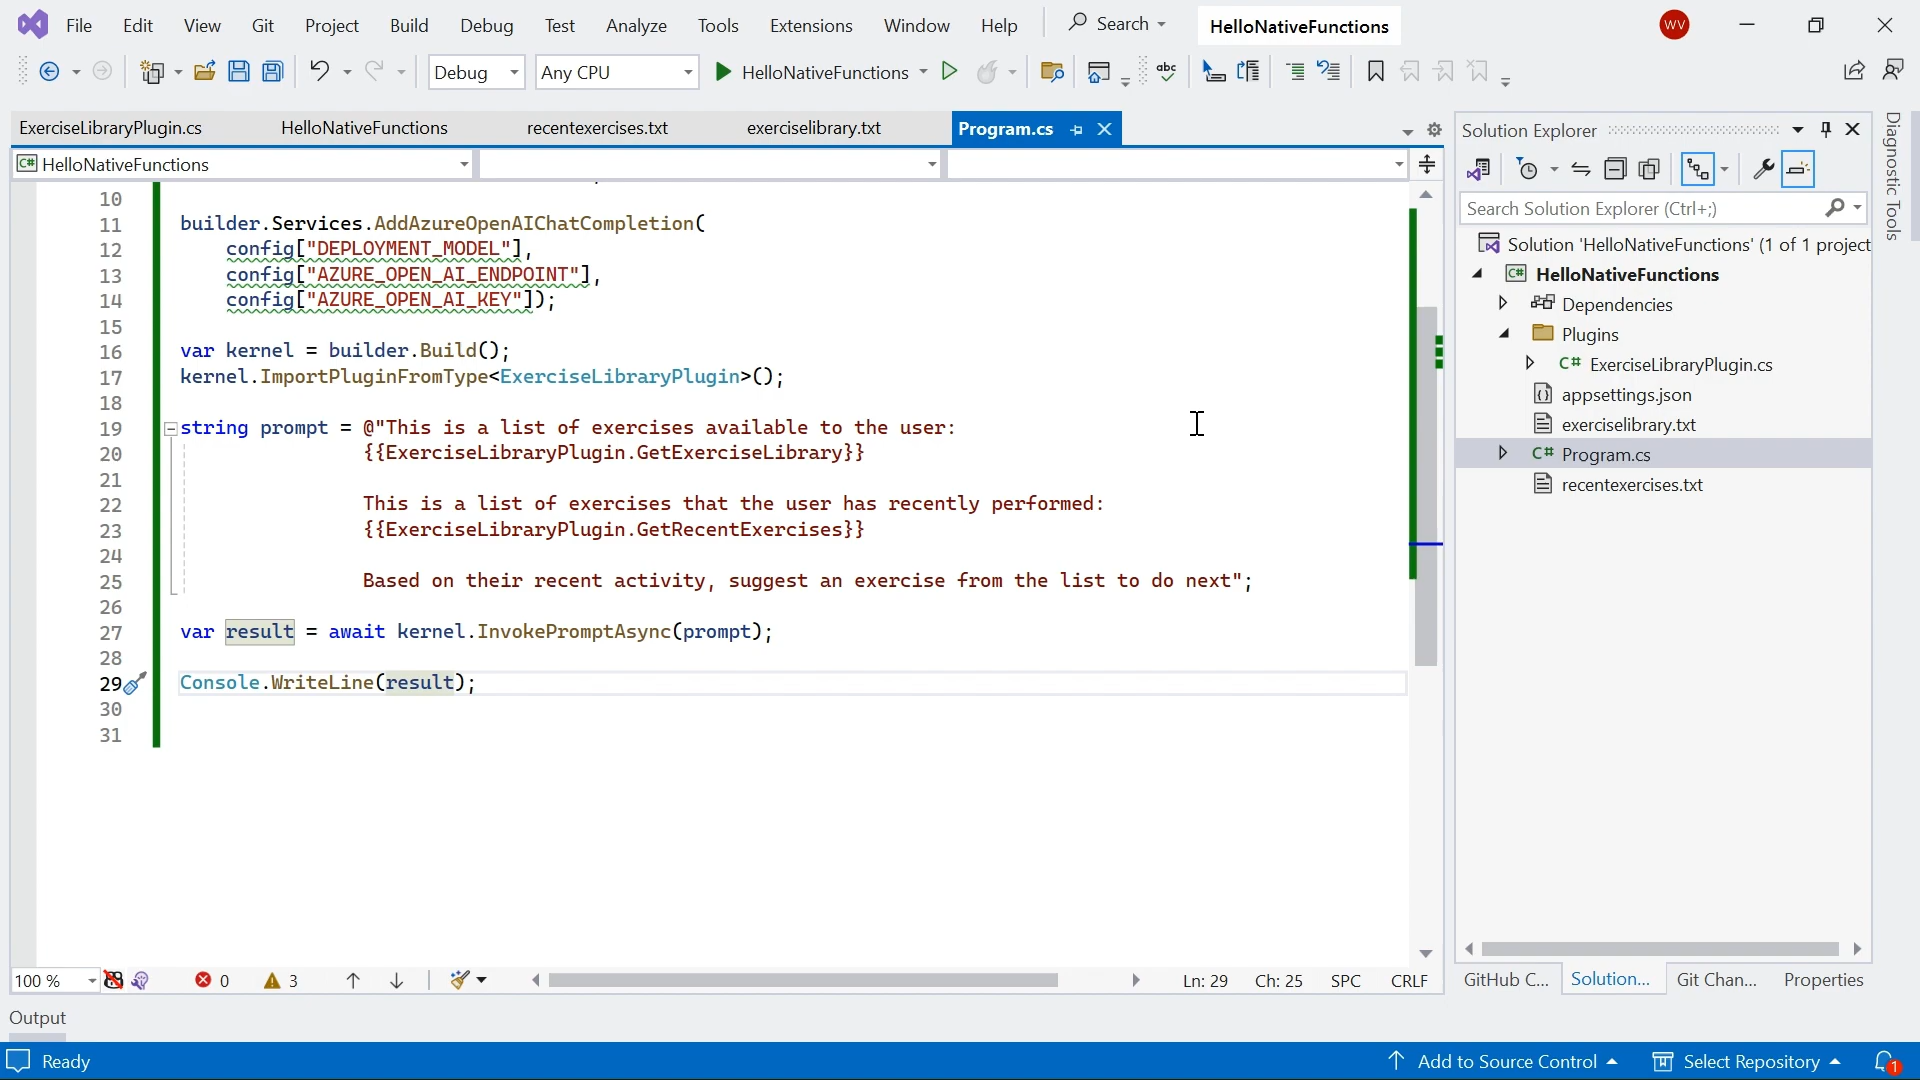 File Edit View Git Project Build Debug Test Analyze Tools Extensions Window Help Search HelloNativeFunctions WV
Debug Any CPU HelloNativeFunctions abc
ExerciseLibraryPlugin.cs HelloNativeFunctions recentexercises.txt exerciselibrary.txt Program.cs
C# HelloNativeFunctions
10
11 builder.Services.AddAzureOpenAIChatCompletion(
12 config["DEPLOYMENT_MODEL"],
13 config["AZURE_OPEN_AI_ENDPOINT"],
14 config["AZURE_OPEN_AI_KEY"]);
15
16 var kernel = builder.Build();
17 kernel.ImportPluginFromType<ExerciseLibraryPlugin>();
18
19 string prompt = @"This is a list of exercises available to the user:
20 {{ExerciseLibraryPlugin.GetExerciseLibrary}}
21
22 This is a list of exercises that the user has recently performed:
23 {{ExerciseLibraryPlugin.GetRecentExercises}}
24
25 Based on their recent activity, suggest an exercise from the list to do next";
26
27 var result = await kernel.InvokePromptAsync(prompt);
28
29 Console.WriteLine(result);
30
31
100 % 0 3 Ln: 29 Ch: 25 SPC CRLF
Solution Explorer
Search Solution Explorer (Ctrl+;)
Solution 'HelloNativeFunctions' (1 of 1 project
C# HelloNativeFunctions
Dependencies
Plugins
C# ExerciseLibraryPlugin.cs
appsettings.json
exerciselibrary.txt
C# Program.cs
recentexercises.txt
GitHub C... Solution... Git Chan... Properties
Diagnostic Tools
Output
Ready Add to Source Control Select Repository 1